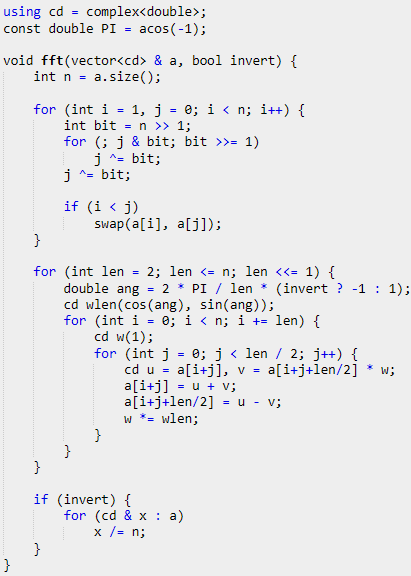 using cd = complex<double>;
const double PI = acos(-1);

void fft(vector<cd> & a, bool invert) {
    int n = a.size();

    for (int i = 1, j = 0; i < n; i++) {
        int bit = n >> 1;
        for (; j & bit; bit >>= 1)
            j ^= bit;
        j ^= bit;

        if (i < j)
            swap(a[i], a[j]);
    }

    for (int len = 2; len <= n; len <<= 1) {
        double ang = 2 * PI / len * (invert ? -1 : 1);
        cd wlen(cos(ang), sin(ang));
        for (int i = 0; i < n; i += len) {
            cd w(1);
            for (int j = 0; j < len / 2; j++) {
                cd u = a[i+j], v = a[i+j+len/2] * w;
                a[i+j] = u + v;
                a[i+j+len/2] = u - v;
                w *= wlen;
            }
        }
    }

    if (invert) {
        for (cd & x : a)
            x /= n;
    }
}